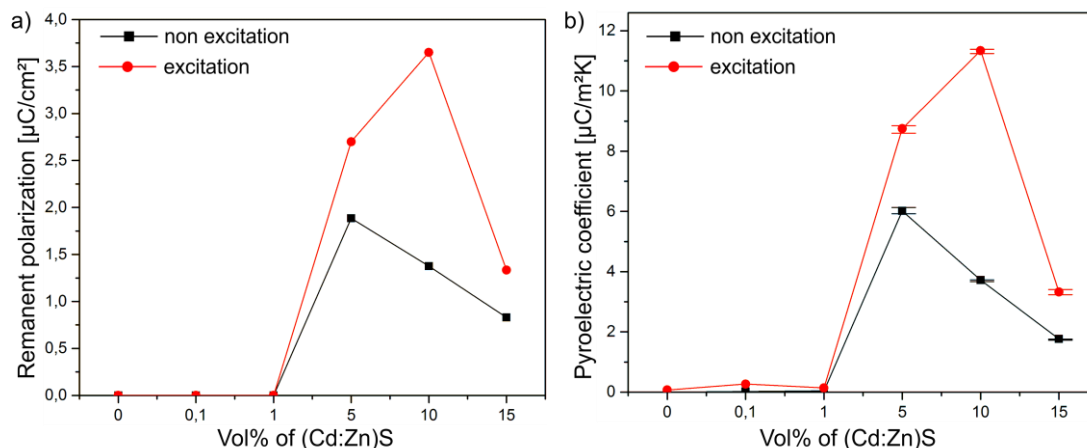 a)
non excitation
excitation
Remanent polarization [µC/cm²]
4,0
3,5
3,0
2,5
2,0
1,5
1,0
0,5
0,0
0 0,1 1 5 10 15
Vol% of (Cd:Zn)S
b)
non excitation
excitation
Pyroelectric coefficient [µC/m²K]
12
10
8
6
4
2
0
0 0,1 1 5 10 15
Vol% of (Cd:Zn)S